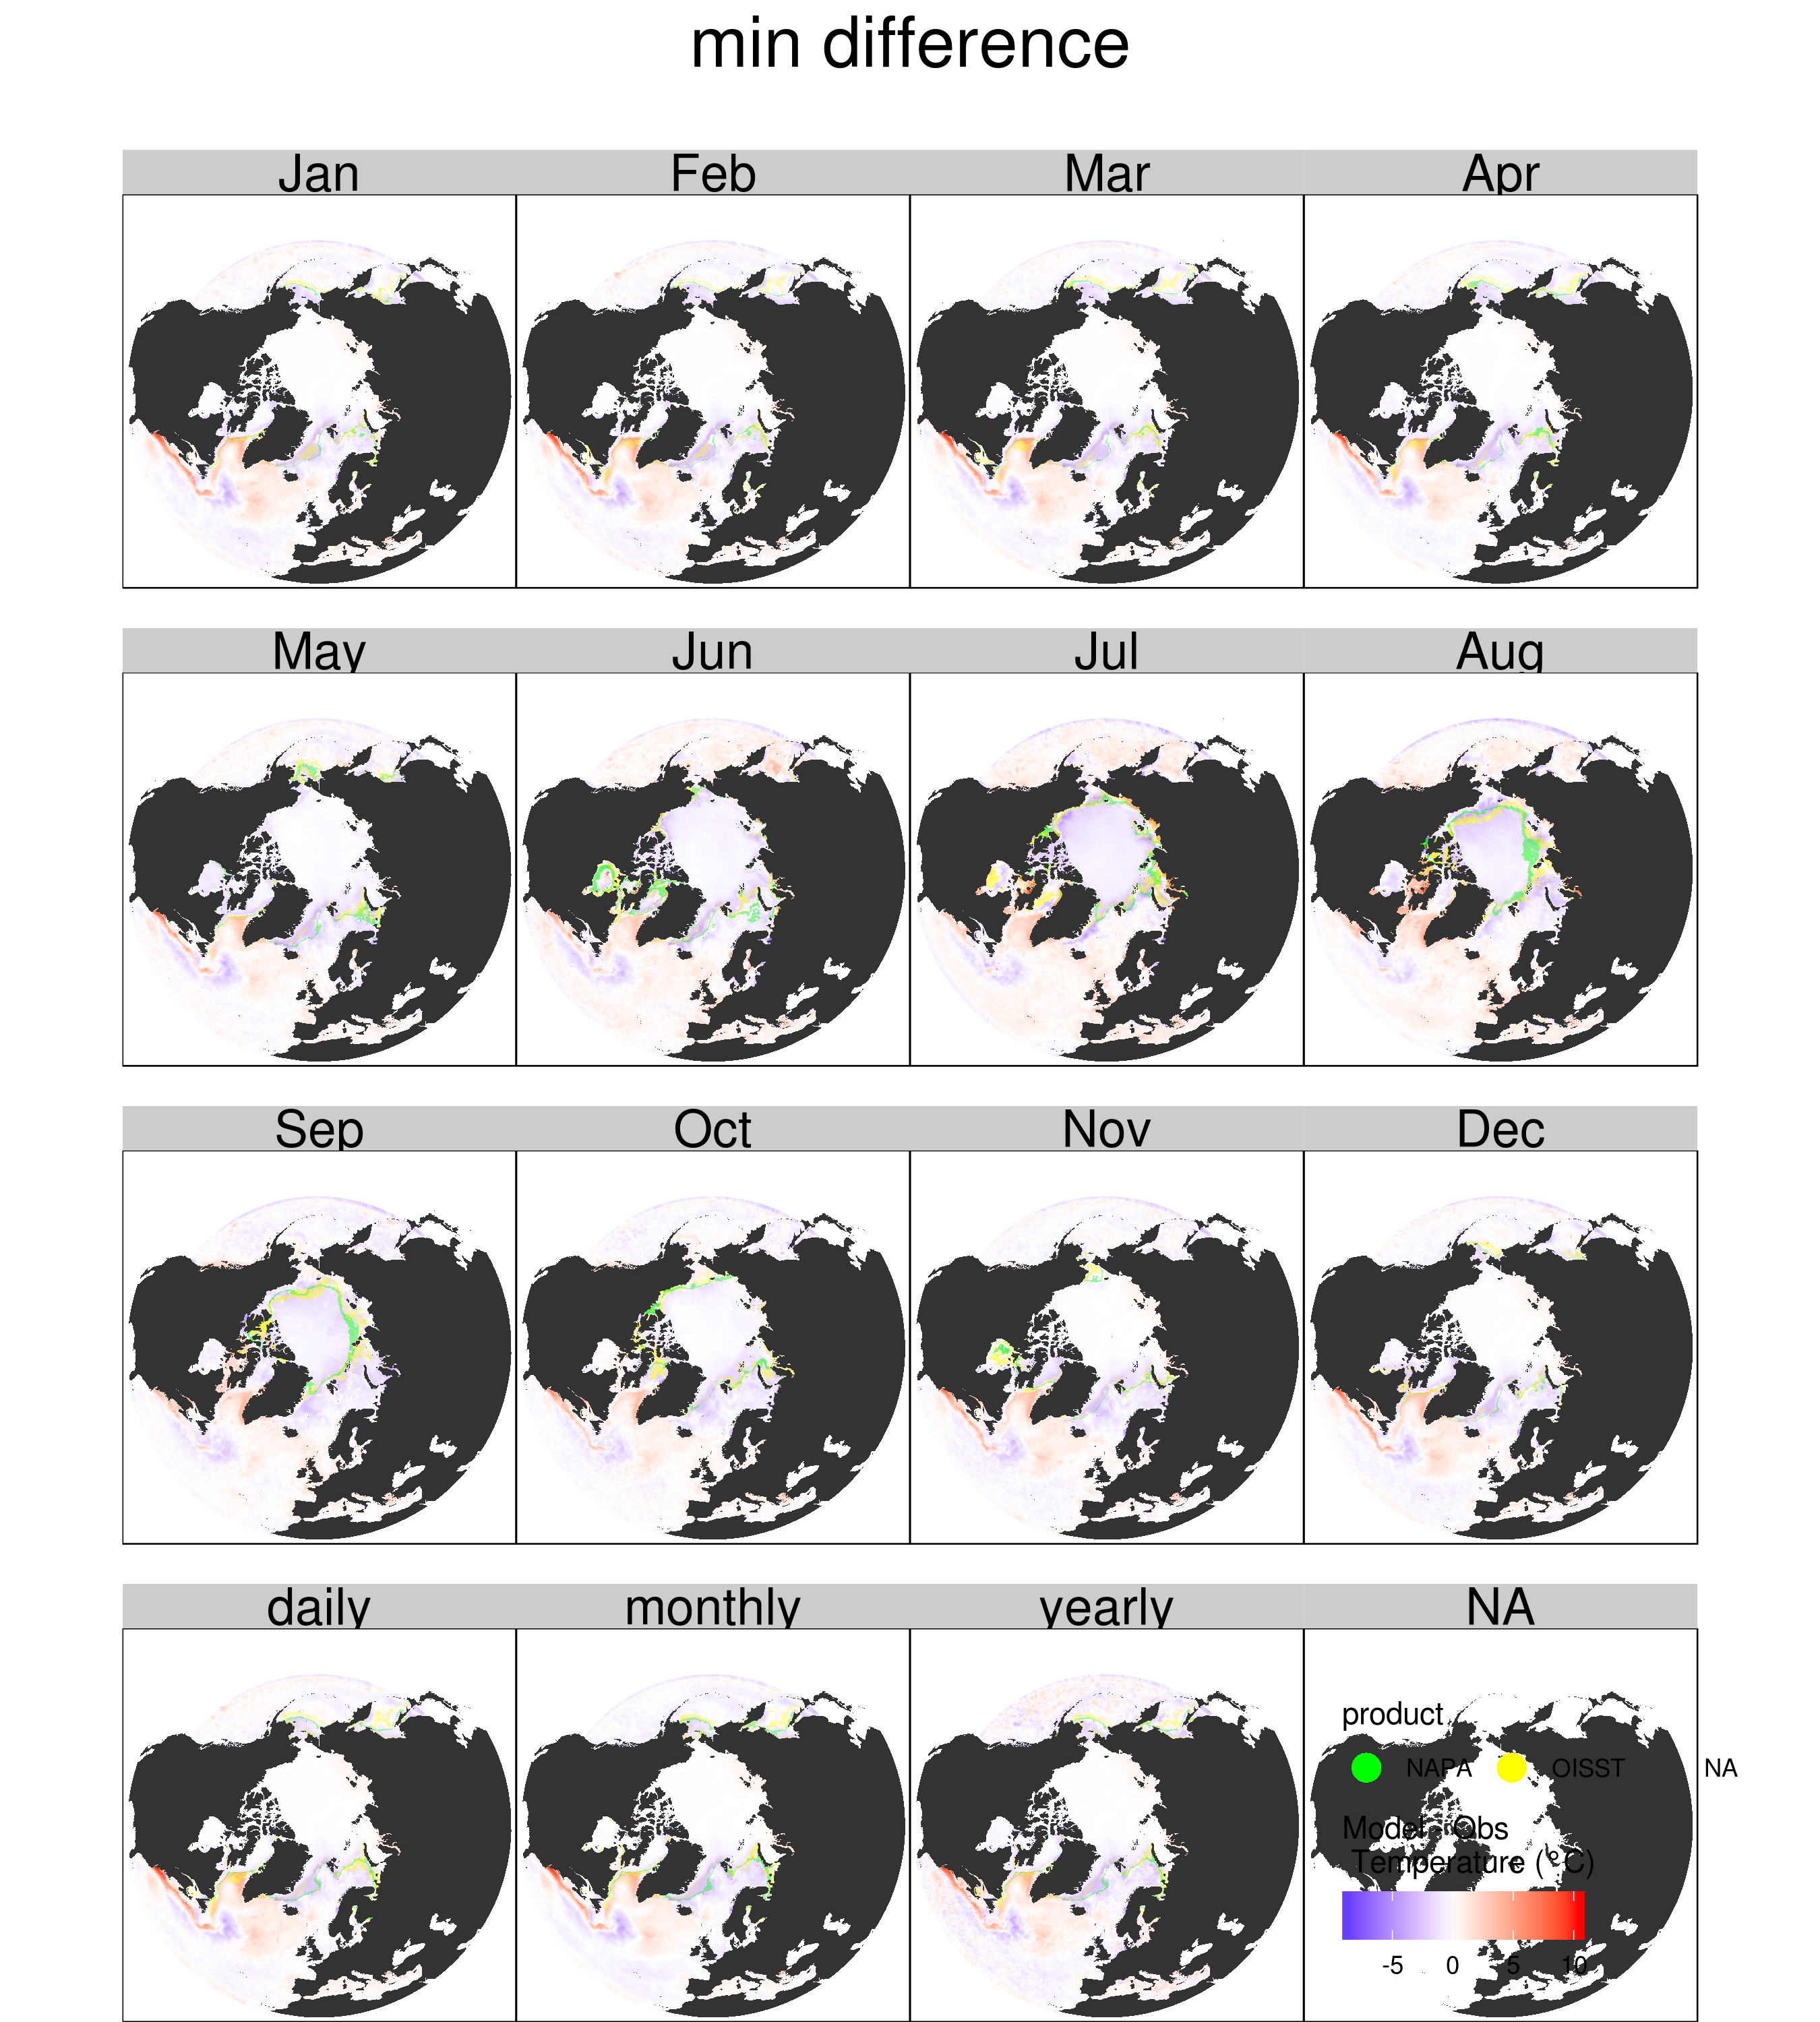 min difference
Jan Feb Mar Apr
May Jun Jul Aug
Sep Oct Nov Dec
daily monthly yearly NA
product
NAPA OISST NA
Model - Obs
Temperature (°C)
-5 0 5 10